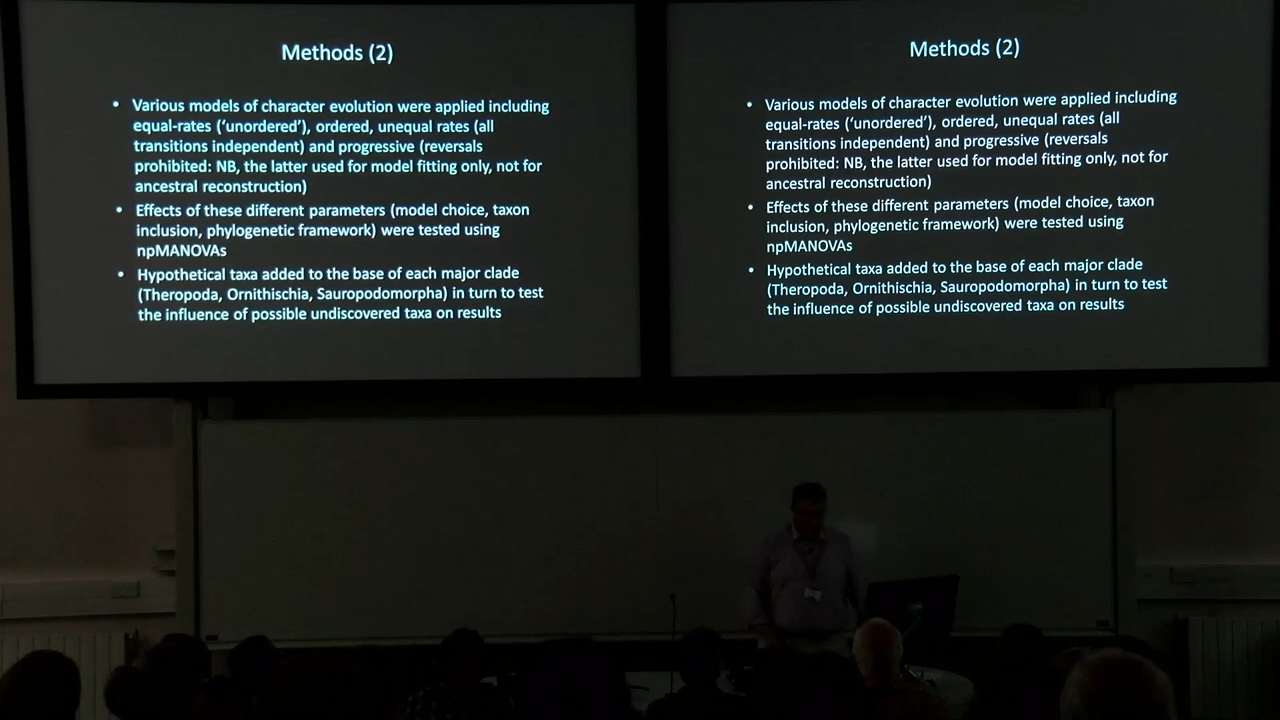 Methods (2)
• Various models of character evolution were applied including
equal-rates (‘unordered’), ordered, unequal rates (all
transitions independent) and progressive (reversals
prohibited: NB, the latter used for model fitting only, not for
ancestral reconstruction)
• Effects of these different parameters (model choice, taxon
inclusion, phylogenetic framework) were tested using
npMANOVAs
• Hypothetical taxa added to the base of each major clade
(Theropoda, Ornithischia, Sauropodomorpha) in turn to test
the influence of possible undiscovered taxa on results
Methods (2)
• Various models of character evolution were applied including
equal-rates (‘unordered’), ordered, unequal rates (all
transitions independent) and progressive (reversals
prohibited: NB, the latter used for model fitting only, not for
ancestral reconstruction)
• Effects of these different parameters (model choice, taxon
inclusion, phylogenetic framework) were tested using
npMANOVAs
• Hypothetical taxa added to the base of each major clade
(Theropoda, Ornithischia, Sauropodomorpha) in turn to test
the influence of possible undiscovered taxa on results